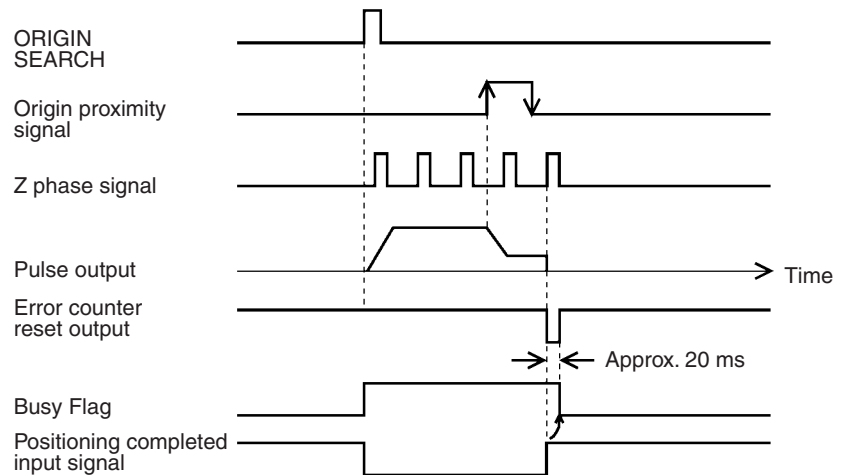 ORIGIN
SEARCH
Origin proximity
signal
Z phase signal
Pulse output
Time
Error counter
reset output
Approx. 20 ms
Busy Flag
Positioning completed
input signal